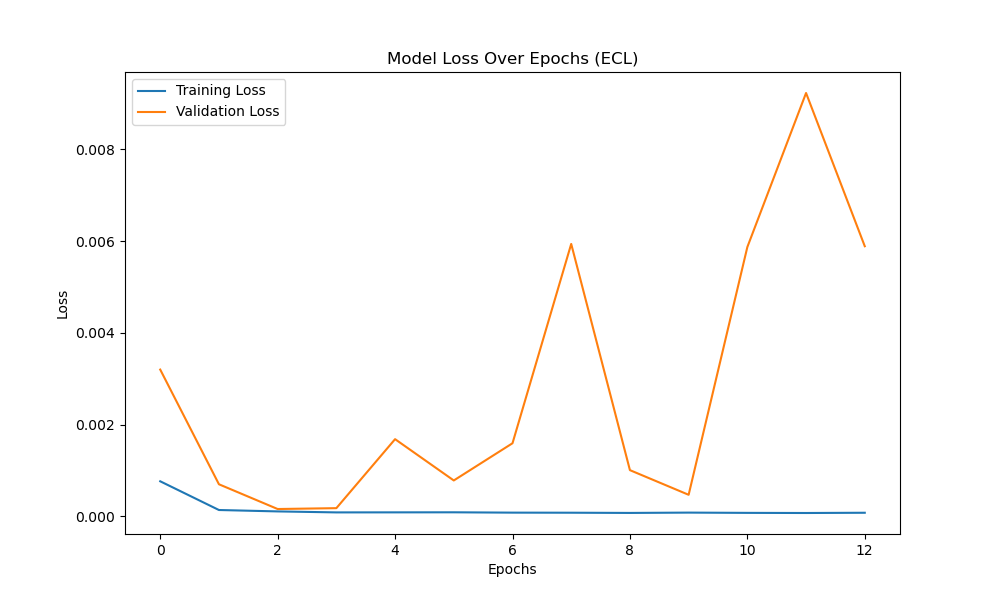 Model Loss Over Epochs (ECL)
Training Loss
Validation Loss
0.008
0.006
0.004
0.002
0.000
Loss
0 2 4 6 8 10 12
Epochs